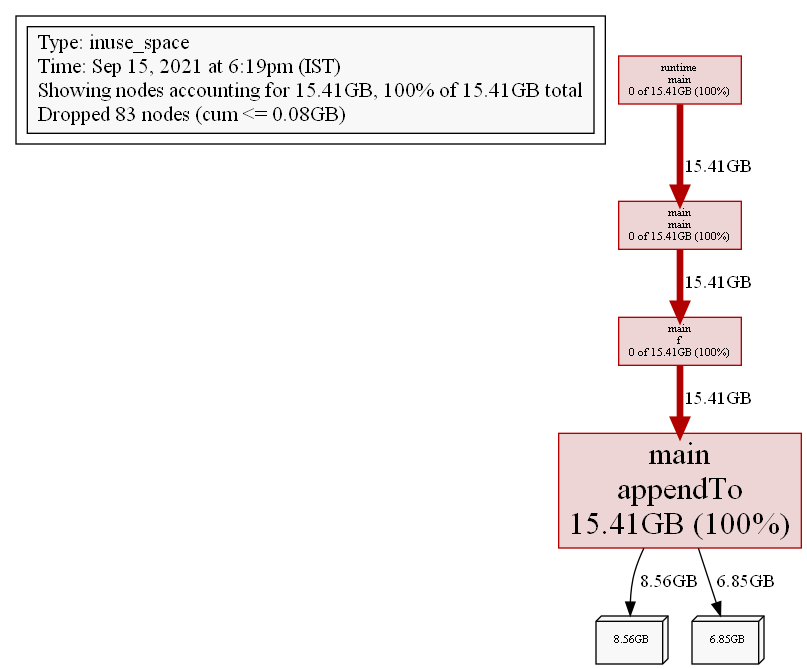 Type: inuse_space
Time: Sep 15, 2021 at 6:19pm (IST)
Showing nodes accounting for 15.41GB, 100% of 15.41GB total
Dropped 83 nodes (cum <= 0.08GB)
runtime
main
0 of 15.41GB (100%)
15.41GB
main
main
0 of 15.41GB (100%)
15.41GB
main
f
0 of 15.41GB (100%)
15.41GB
main
appendTo
15.41GB (100%)
8.56GB
6.85GB
8.56GB
6.85GB